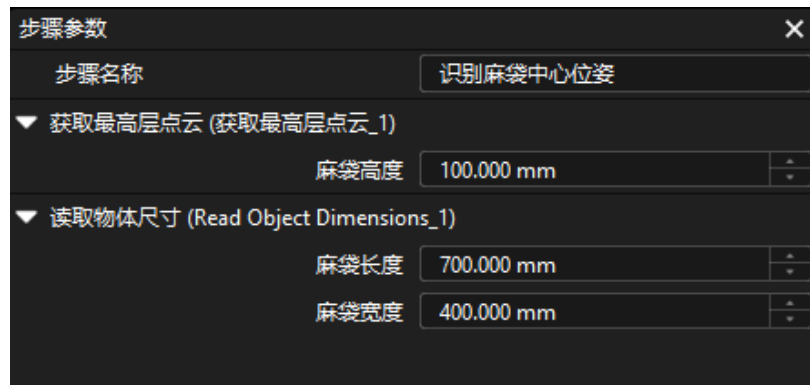 步骤参数
步骤名称 识别麻袋中心位姿
获取最高层点云 (获取最高层点云_1)
麻袋高度 100.000 mm
读取物体尺寸 (Read Object Dimensions_1)
麻袋长度 700.000 mm
麻袋宽度 400.000 mm